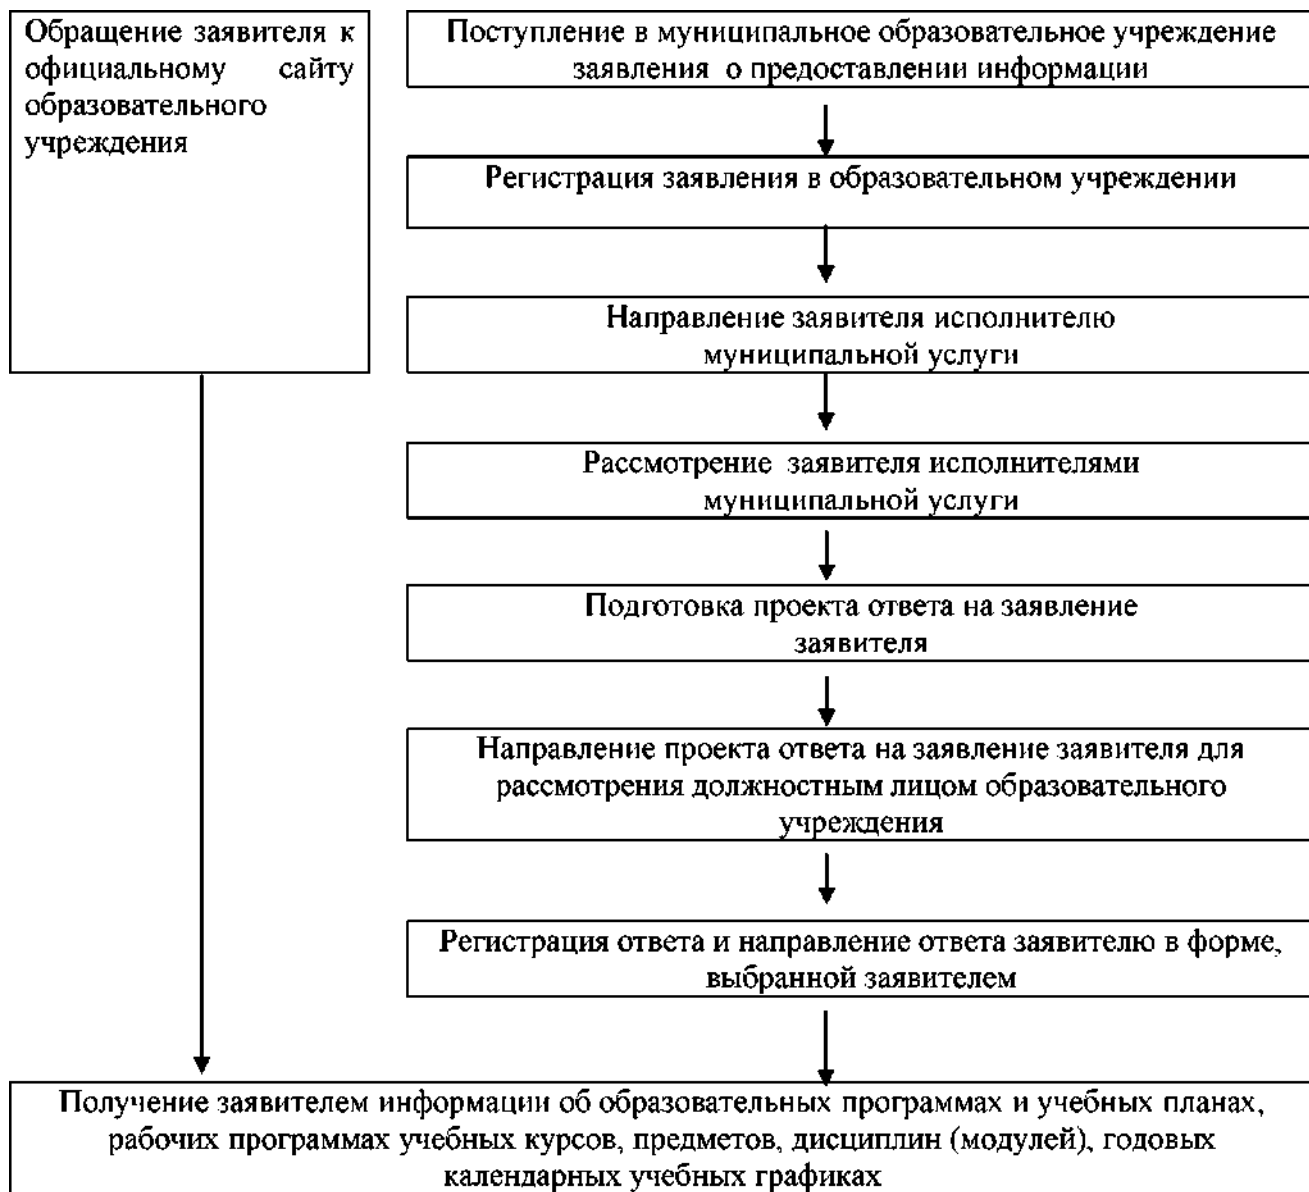 Обращение заявителя к
официальному сайту
образовательного
учреждения
Поступление в муниципальное образовательное учреждение
заявления о предоставлении информации
Регистрация заявления в образовательном учреждении
Направление заявителя исполнителю
муниципальной услуги
Рассмотрение заявителя исполнителями
муниципальной услуги
Подготовка проекта ответа на заявление
заявителя
Направление проекта ответа на заявление заявителя для
рассмотрения должностным лицом образовательного
учреждения
Регистрация ответа и направление ответа заявителю в форме,
выбранной заявителем
Получение заявителем информации об образовательных программах и учебных планах,
рабочих программах учебных курсов, предметов, дисциплин (модулей), годовых
календарных учебных графиках